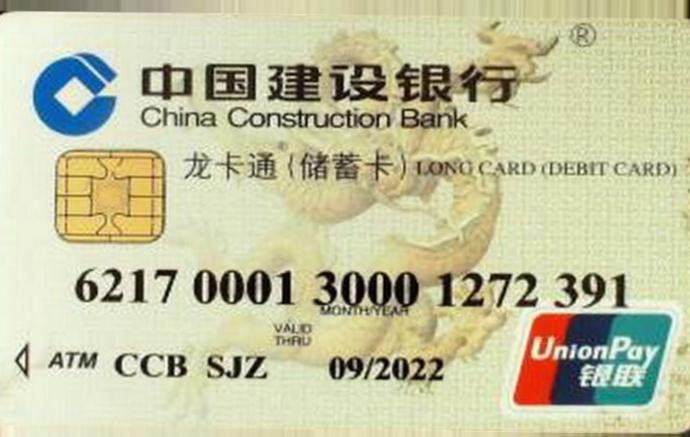 ®
中国建设银行
China Construction Bank
龙卡通®(储蓄卡) LONG CARD (DEBIT CARD)
6217 0001 3000 1272 391
MONTH/YEAR
VALID
THRU
ATM CCB SJZ 09/2022
UnionPay
银联